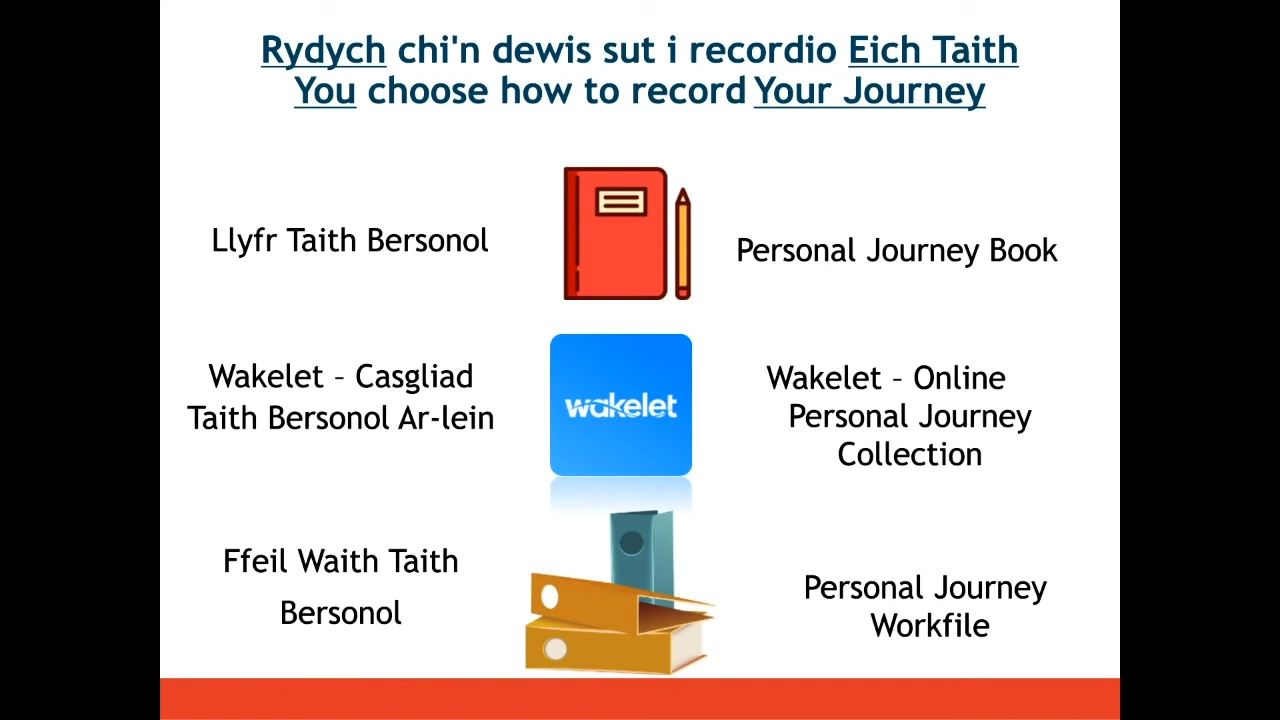 Rydych chi'n dewis sut i recordio Eich Taith
You choose how to record Your Journey
Llyfr Taith Bersonol
Personal Journey Book
Wakelet – Casgliad
Taith Bersonol Ar-lein
wakelet
Wakelet – Online
Personal Journey
Collection
Ffeil Waith Taith
Bersonol
Personal Journey
Workfile